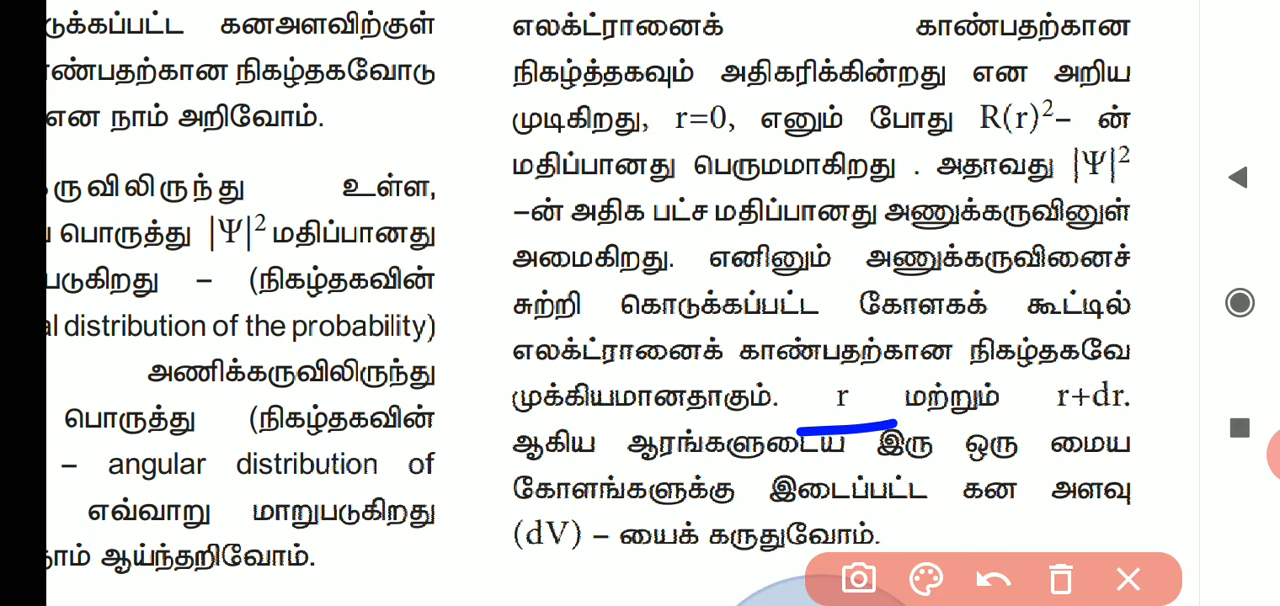 டுக்கப்பட்ட கனஅளவிற்குள்
ண்பதற்கான நிகழ்தகவோடு
என நாம் அறிவோம்.
ருவிலிருந்து உள்ள,
பொருத்து |Ψ|² மதிப்பானது
படுகிறது – (நிகழ்தகவின்
al distribution of the probability)
அணிக்கருவிலிருந்து
பொருத்து (நிகழ்தகவின்
– angular distribution of
எவ்வாறு மாறுபடுகிறது
நாம் ஆய்ந்தறிவோம்.
எலக்ட்ரானைக் காண்பதற்கான
நிகழ்த்தகவும் அதிகரிக்கின்றது என அறிய
முடிகிறது, r=0, எனும் போது R(r)²– ன்
மதிப்பானது பெருமமாகிறது . அதாவது |Ψ|²
–ன் அதிக பட்ச மதிப்பானது அணுக்கருவினுள்
அமைகிறது. எனினும் அணுக்கருவினைச்
சுற்றி கொடுக்கப்பட்ட கோளகக் கூட்டில்
எலக்ட்ரானைக் காண்பதற்கான நிகழ்தகவே
முக்கியமானதாகும். r மற்றும் r+dr.
ஆகிய ஆரங்களுடைய இரு ஒரு மைய
கோளங்களுக்கு இடைப்பட்ட கன அளவு
(dV) – யைக் கருதுவோம்.